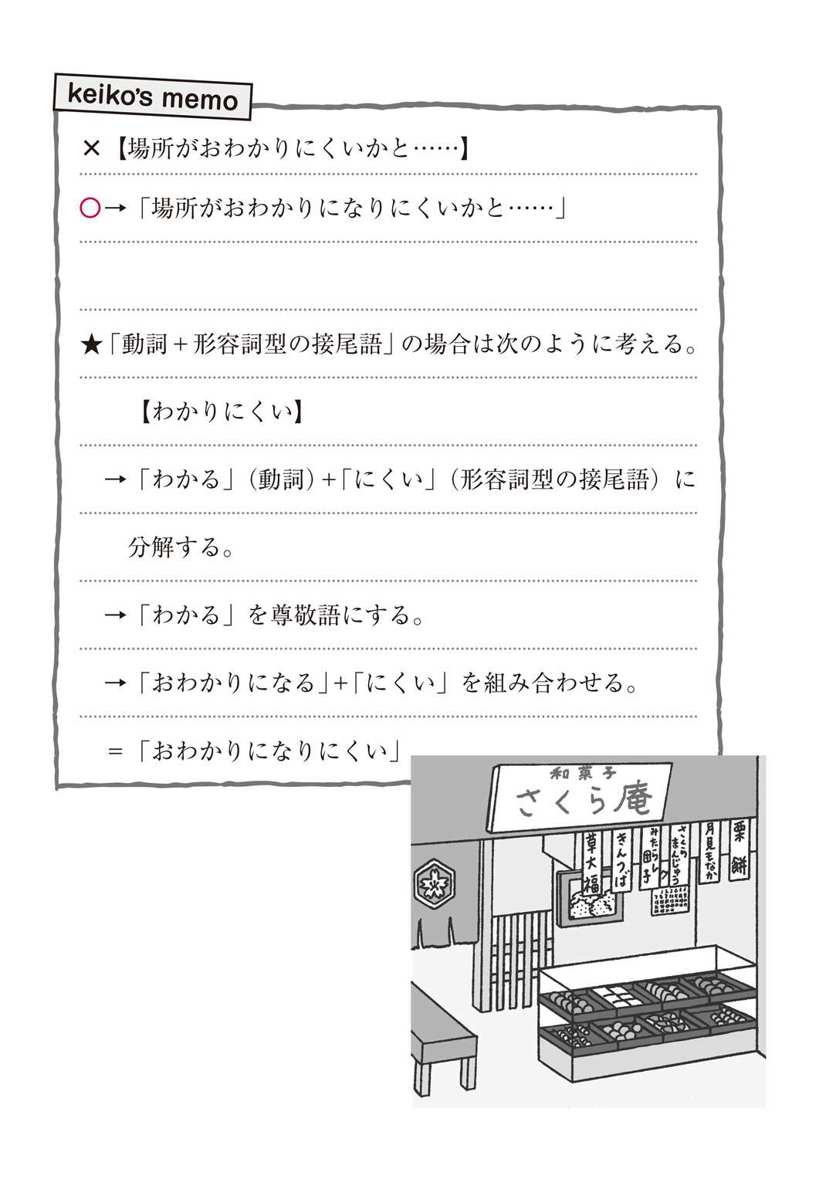 keiko's memo
×【場所がおわかりにくいかと……】
○→「場所がおわかりになりにくいかと……」
★「動詞+形容詞型の接尾語」の場合は次のように考える。
【わかりにくい】
→「わかる」(動詞)+「にくい」(形容詞型の接尾語)に
分解する。
→「わかる」を尊敬語にする。
→「おわかりになる」+「にくい」を組み合わせる。
=「おわかりになりにくい」
和菓子
さくら庵
栗餅
月見もなか
さくらまんじゅう
みたらし団子
きんつば
草大福